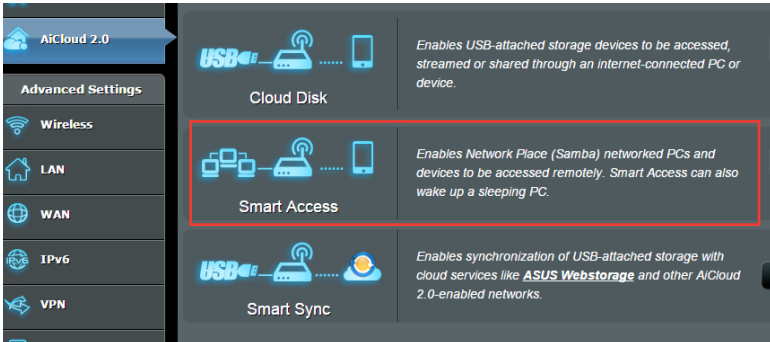 AiCloud 2.0
Advanced Settings
Wireless
LAN
WAN
IPv6
IPv6
VPN
USB
Cloud Disk
Enables USB-attached storage devices to be accessed,
streamed or shared through an internet-connected PC or
device.
Smart Access
Enables Network Place (Samba) networked PCs and
devices to be accessed remotely. Smart Access can also
wake up a sleeping PC.
USB
Smart Sync
Enables synchronization of USB-attached storage with
cloud services like ASUS Webstorage and other AiCloud
2.0-enabled networks.